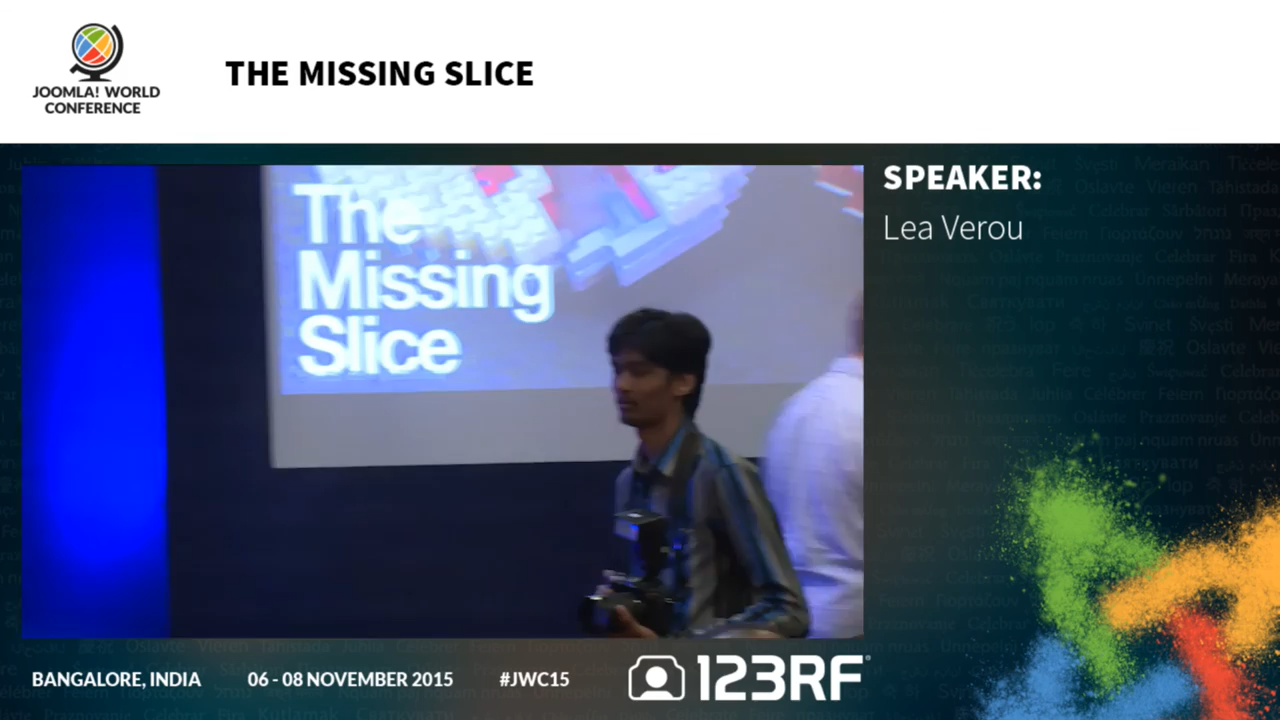 JOOMLA! WORLD
CONFERENCE
THE MISSING SLICE
The
Missing
Slice
SPEAKER:
Lea Verou
BANGALORE, INDIA
06 - 08 NOVEMBER 2015
#JWC15
123RF